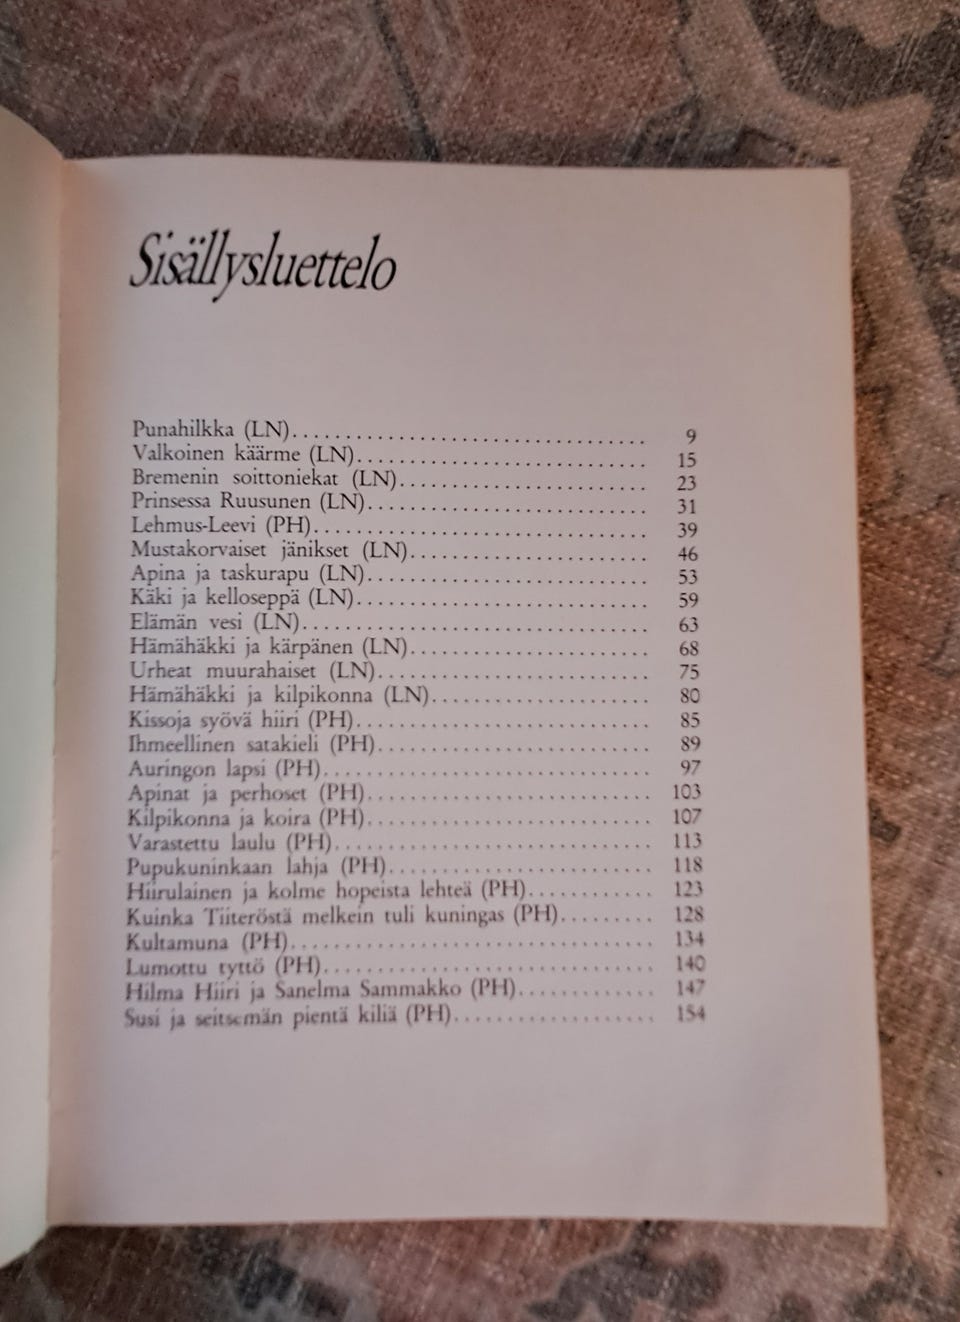 Sisällysluettelo
Punahilkka (LN)................................. 9
Valkoinen käärme (LN)........................... 15
Bremenin soittoniekat (LN)....................... 23
Prinsessa Ruusunen (LN).......................... 31
Lehmus-Leevi (PH)............................... 39
Mustakorvaiset jänikset (LN)...................... 46
Apina ja taskurapu (LN).......................... 53
Käki ja kelloseppä (LN)........................... 59
Elämän vesi (LN)................................ 63
Hämähäkki ja kärpänen (LN)...................... 68
Urheat muurahaiset (LN)......................... 75
Hämähäkki ja kilpikonna (LN).................... 80
Kissoja syövä hiiri (PH)........................... 85
Ihmeellinen satakieli (PH)......................... 89
Auringon lapsi (PH).............................. 97
Apinat ja perhoset (PH).......................... 103
Kilpikonna ja koira (PH).......................... 107
Varastettu laulu (PH)............................. 113
Pupukuninkaan lahja (PH)........................ 118
Hiirulainen ja kolme hopeista lehteä (PH)............ 123
Kuinka Tiiteröstä melkein tuli kuningas (PH)......... 128
Kultamuna (PH)................................. 134
Lumottu tyttö (PH).............................. 140
Hilma Hiiri ja Sanelma Sammakko (PH)............. 147
Susi ja seitsemän pientä kiliä (PH)................... 154